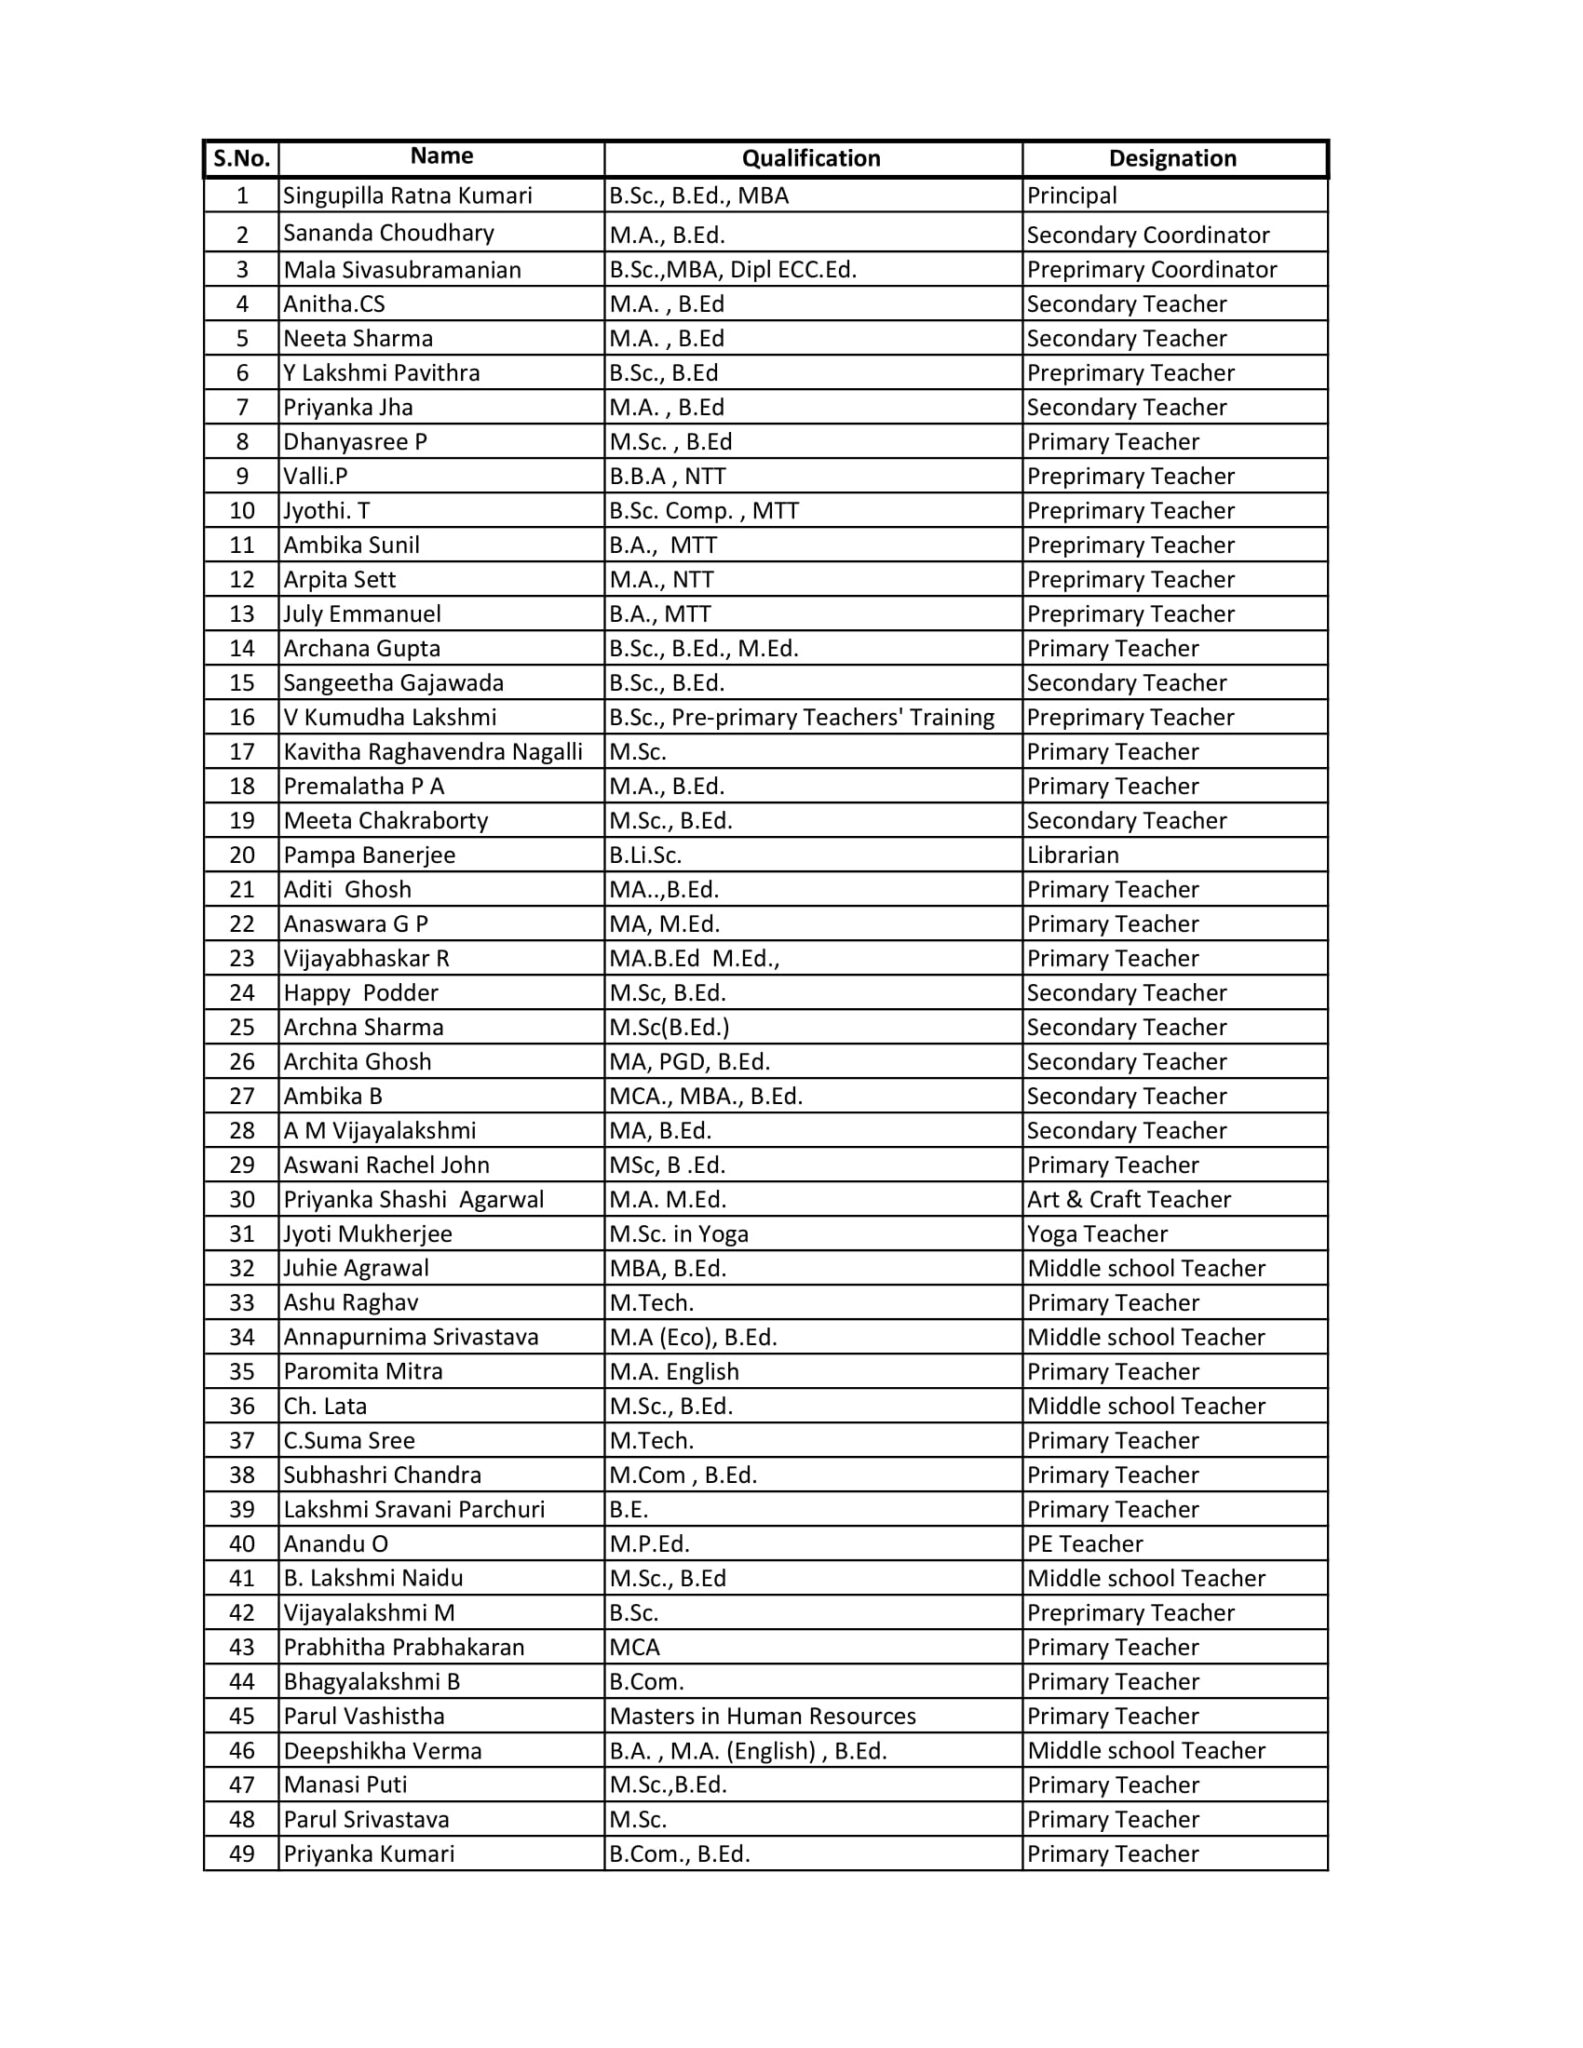 S.No. Name Qualification Designation
1 Singupilla Ratna Kumari B.Sc., B.Ed., MBA Principal
2 Sananda Choudhary M.A., B.Ed. Secondary Coordinator
3 Mala Sivasubramanian B.Sc.,MBA, Dipl ECC.Ed. Preprimary Coordinator
4 Anitha.CS M.A. , B.Ed Secondary Teacher
5 Neeta Sharma M.A. , B.Ed Secondary Teacher
6 Y Lakshmi Pavithra B.Sc., B.Ed Preprimary Teacher
7 Priyanka Jha M.A. , B.Ed Secondary Teacher
8 Dhanyasree P M.Sc. , B.Ed Primary Teacher
9 Valli.P B.B.A , NTT Preprimary Teacher
10 Jyothi. T B.Sc. Comp. , MTT Preprimary Teacher
11 Ambika Sunil B.A.,  MTT Preprimary Teacher
12 Arpita Sett M.A., NTT Preprimary Teacher
13 July Emmanuel B.A., MTT Preprimary Teacher
14 Archana Gupta B.Sc., B.Ed., M.Ed. Primary Teacher
15 Sangeetha Gajawada B.Sc., B.Ed. Secondary Teacher
16 V Kumudha Lakshmi B.Sc., Pre-primary Teachers' Training Preprimary Teacher
17 Kavitha Raghavendra Nagalli M.Sc. Primary Teacher
18 Premalatha P A M.A., B.Ed. Primary Teacher
19 Meeta Chakraborty M.Sc., B.Ed. Secondary Teacher
20 Pampa Banerjee B.Li.Sc. Librarian
21 Aditi  Ghosh MA..,B.Ed. Primary Teacher
22 Anaswara G P MA, M.Ed. Primary Teacher
23 Vijayabhaskar R MA.B.Ed  M.Ed., Primary Teacher
24 Happy  Podder M.Sc, B.Ed. Secondary Teacher
25 Archna Sharma M.Sc(B.Ed.) Secondary Teacher
26 Archita Ghosh MA, PGD, B.Ed. Secondary Teacher
27 Ambika B MCA., MBA., B.Ed. Secondary Teacher
28 A M Vijayalakshmi MA, B.Ed. Secondary Teacher
29 Aswani Rachel John MSc, B .Ed. Primary Teacher
30 Priyanka Shashi  Agarwal M.A. M.Ed. Art & Craft Teacher
31 Jyoti Mukherjee M.Sc. in Yoga Yoga Teacher
32 Juhie Agrawal MBA, B.Ed. Middle school Teacher
33 Ashu Raghav M.Tech. Primary Teacher
34 Annapurnima Srivastava M.A (Eco), B.Ed. Middle school Teacher
35 Paromita Mitra M.A. English Primary Teacher
36 Ch. Lata M.Sc., B.Ed. Middle school Teacher
37 C.Suma Sree M.Tech. Primary Teacher
38 Subhashri Chandra M.Com , B.Ed. Primary Teacher
39 Lakshmi Sravani Parchuri B.E. Primary Teacher
40 Anandu O M.P.Ed. PE Teacher
41 B. Lakshmi Naidu M.Sc., B.Ed Middle school Teacher
42 Vijayalakshmi M B.Sc. Preprimary Teacher
43 Prabhitha Prabhakaran MCA Primary Teacher
44 Bhagyalakshmi B B.Com. Primary Teacher
45 Parul Vashistha Masters in Human Resources Primary Teacher
46 Deepshikha Verma B.A. , M.A. (English) , B.Ed. Middle school Teacher
47 Manasi Puti M.Sc.,B.Ed. Primary Teacher
48 Parul Srivastava M.Sc. Primary Teacher
49 Priyanka Kumari B.Com., B.Ed. Primary Teacher